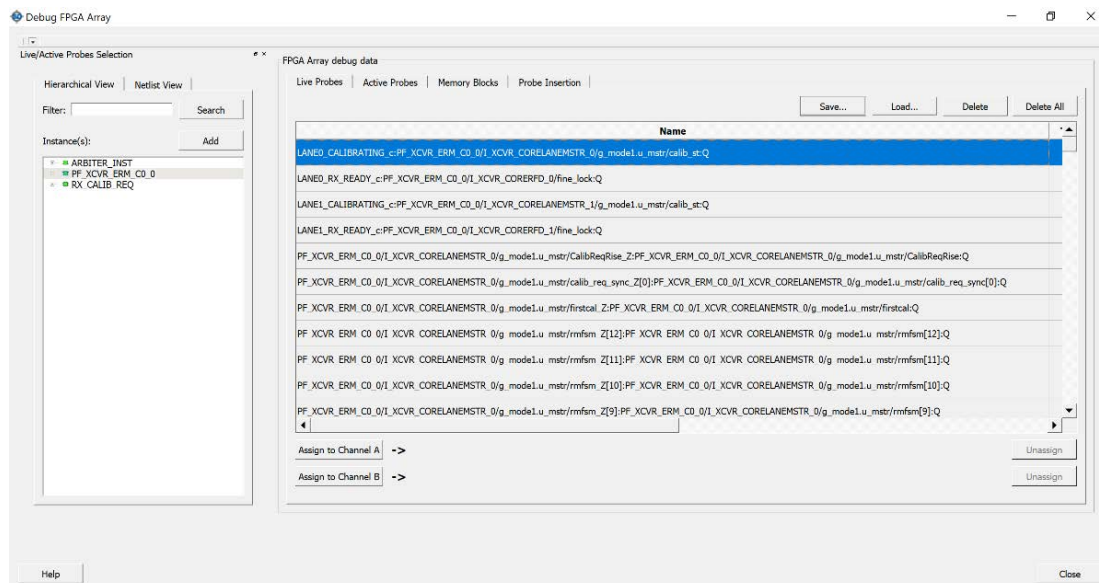 Debug FPGA Array
Live/Active Probes Selection
Hierarchical View
Netlist View
Filter:
Search
Instance(s):
Add
ARBITER_INST
PF_XCVR_ERM_C0_0
RX_CALIB_REQ
FPGA Array debug data
Live Probes
Active Probes
Memory Blocks
Probe Insertion
Save...
Load...
Delete
Delete All
Name
LANE0_CALIBRATING_c:PF_XCVR_ERM_C0_0/I_XCVR_CORELANEMSTR_0/g_mode1.u_mstr/calib_st:Q
LANE0_RX_READY_c:PF_XCVR_ERM_C0_0/I_XCVR_CORERFD_0/fine_lock:Q
LANE1_CALIBRATING_c:PF_XCVR_ERM_C0_0/I_XCVR_CORELANEMSTR_1/g_mode1.u_mstr/calib_st:Q
LANE1_RX_READY_c:PF_XCVR_ERM_C0_0/I_XCVR_CORERFD_1/fine_lock:Q
PF_XCVR_ERM_C0_0/I_XCVR_CORELANEMSTR_0/g_mode1.u_mstr/CalibReqRise_Z:PF_XCVR_ERM_C0_0/I_XCVR_CORELANEMSTR_0/g_mode1.u_mstr/CalibReqRise:Q
PF_XCVR_ERM_C0_0/I_XCVR_CORELANEMSTR_0/g_mode1.u_mstr/calib_req_sync_Z[0]:PF_XCVR_ERM_C0_0/I_XCVR_CORELANEMSTR_0/g_mode1.u_mstr/calib_req_sync[0]:Q
PF_XCVR_ERM_C0_0/I_XCVR_CORELANEMSTR_0/g_mode1.u_mstr/firstcal_Z:PF_XCVR_ERM_C0_0/I_XCVR_CORELANEMSTR_0/g_mode1.u_mstr/firstcal:Q
PF_XCVR_ERM_C0_0/I_XCVR_CORELANEMSTR_0/g_mode1.u_mstr/rmfsm_Z[12]:PF_XCVR_ERM_C0_0/I_XCVR_CORELANEMSTR_0/g_mode1.u_mstr/rmfsm[12]:Q
PF_XCVR_ERM_C0_0/I_XCVR_CORELANEMSTR_0/g_mode1.u_mstr/rmfsm_Z[11]:PF_XCVR_ERM_C0_0/I_XCVR_CORELANEMSTR_0/g_mode1.u_mstr/rmfsm[11]:Q
PF_XCVR_ERM_C0_0/I_XCVR_CORELANEMSTR_0/g_mode1.u_mstr/rmfsm_Z[10]:PF_XCVR_ERM_C0_0/I_XCVR_CORELANEMSTR_0/g_mode1.u_mstr/rmfsm[10]:Q
PF_XCVR_ERM_C0_0/I_XCVR_CORELANEMSTR_0/g_mode1.u_mstr/rmfsm_Z[9]:PF_XCVR_ERM_C0_0/I_XCVR_CORELANEMSTR_0/g_mode1.u_mstr/rmfsm[9]:Q
Assign to Channel A ->
Unassign
Assign to Channel B ->
Unassign
Help
Close